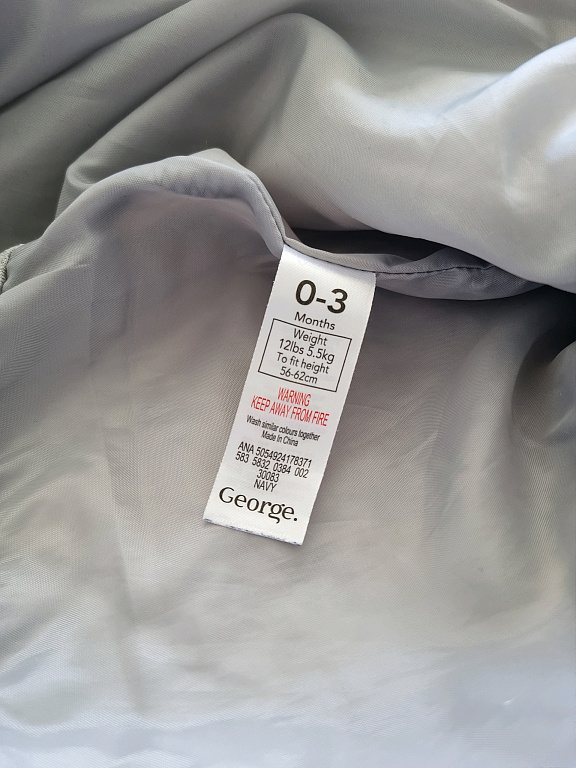 0-3
Months
Weight
12lbs 5.5kg
To fit height
56-62cm
WARNING
KEEP AWAY FROM FIRE
Wash similar colours together
Made in China
ANA 5054924178371
583 5832 0384 002
30083
NAVY
George.